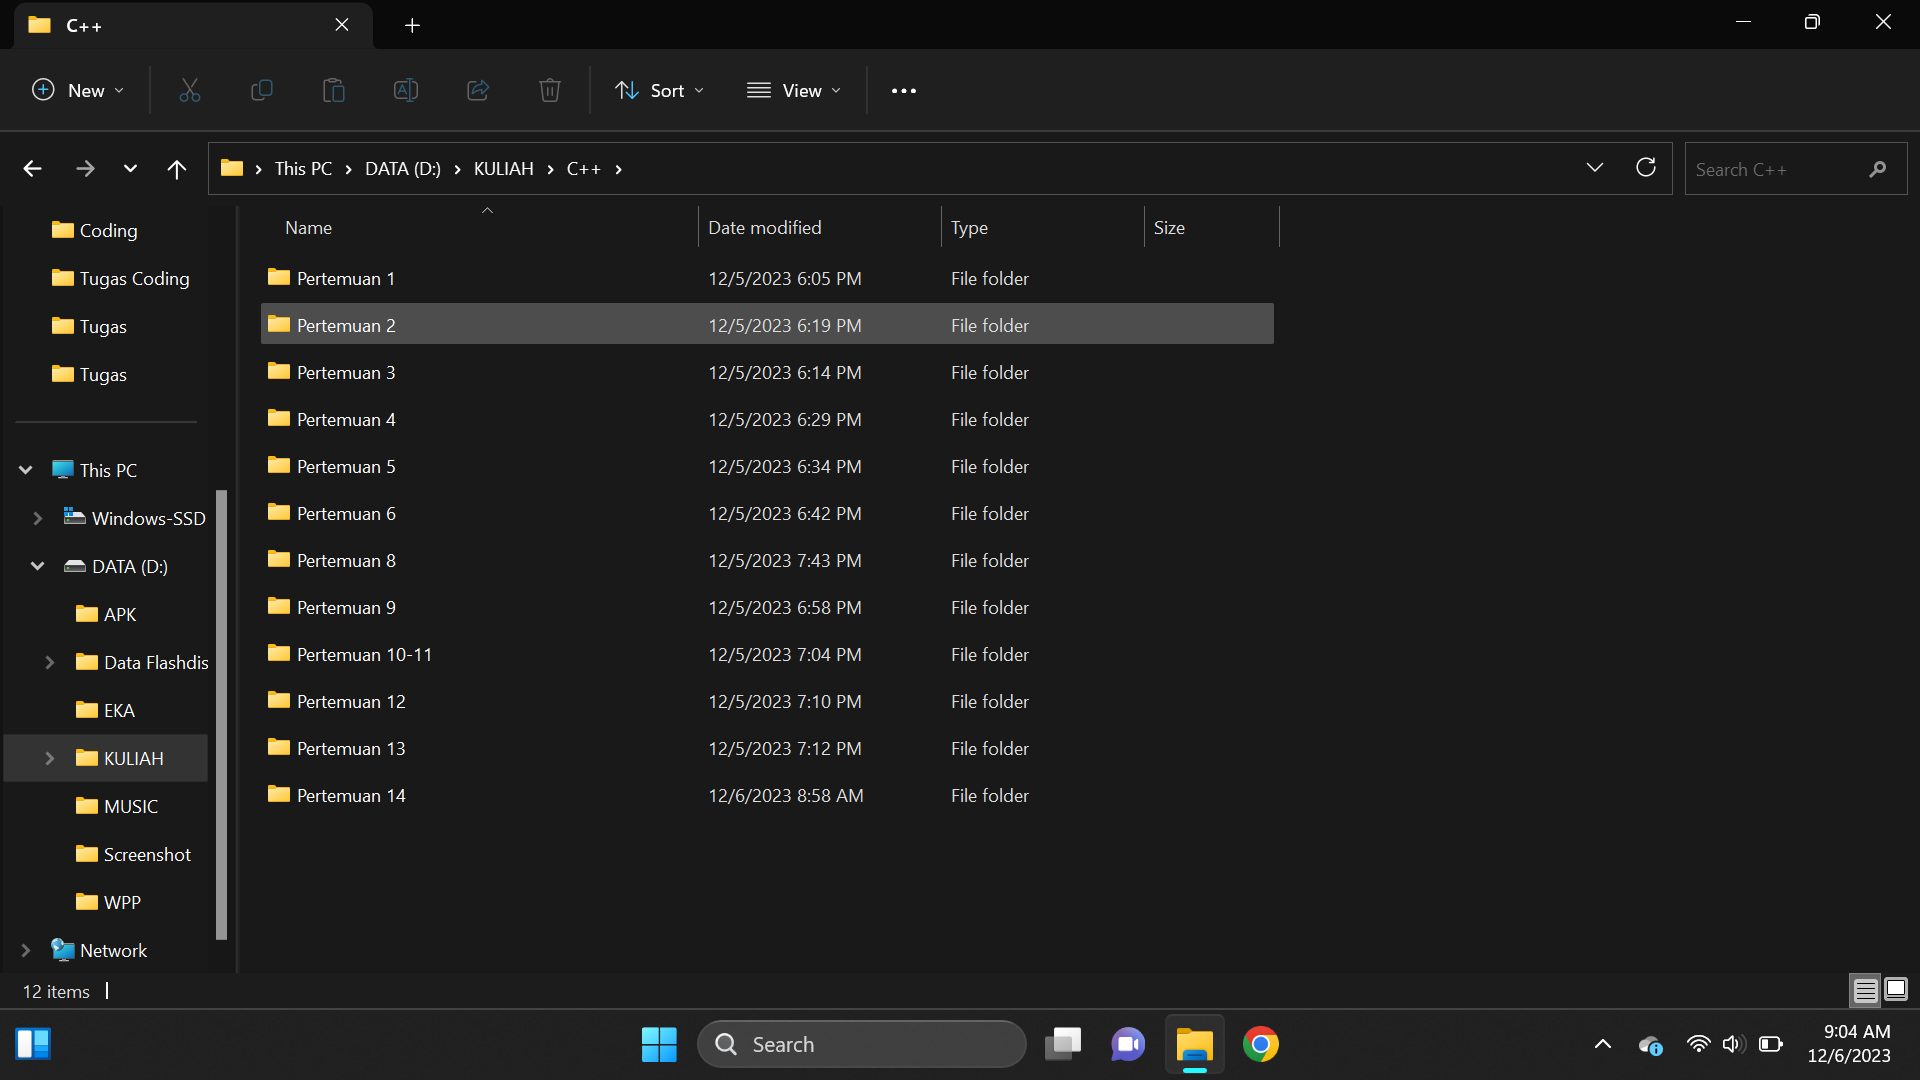 C++
New
Sort
View
This PC > DATA (D:) > KULIAH > C++ >
Search C++
Coding
Tugas Coding
Tugas
Tugas
This PC
Windows-SSD
DATA (D:)
APK
Data Flashdis
EKA
KULIAH
MUSIC
Screenshot
WPP
Network
Name Date modified Type Size
Pertemuan 1 12/5/2023 6:05 PM File folder
Pertemuan 2 12/5/2023 6:19 PM File folder
Pertemuan 3 12/5/2023 6:14 PM File folder
Pertemuan 4 12/5/2023 6:29 PM File folder
Pertemuan 5 12/5/2023 6:34 PM File folder
Pertemuan 6 12/5/2023 6:42 PM File folder
Pertemuan 8 12/5/2023 7:43 PM File folder
Pertemuan 9 12/5/2023 6:58 PM File folder
Pertemuan 10-11 12/5/2023 7:04 PM File folder
Pertemuan 12 12/5/2023 7:10 PM File folder
Pertemuan 13 12/5/2023 7:12 PM File folder
Pertemuan 14 12/6/2023 8:58 AM File folder
12 items
Search
9:04 AM
12/6/2023